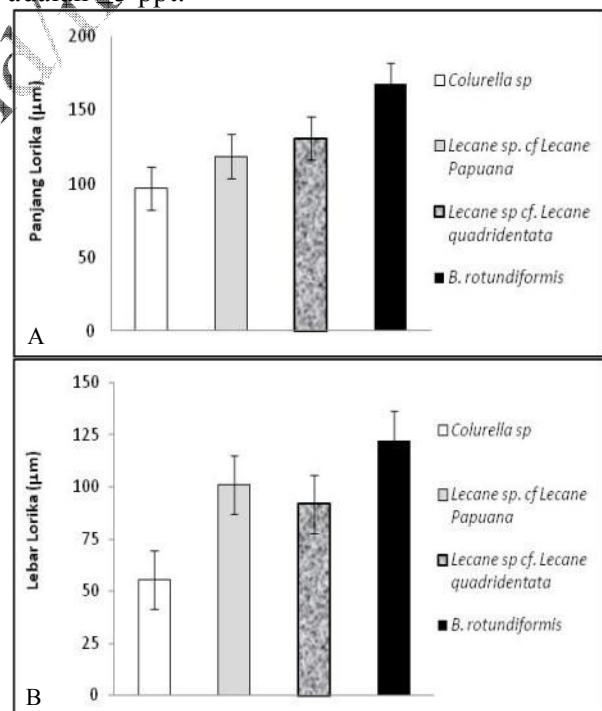 ppt.
200
150
100
50
0
Panjang Lorika (µm)
Colurella sp
Lecane sp. cf Lecane
Papuana
Lecane sp cf. Lecane
quadridentata
B. rotundiformis
A
150
125
100
75
50
25
0
Lebar Lorika (µm)
Colurella sp
Lecane sp. cf Lecane
Papuana
Lecane sp cf. Lecane
quadridentata
B. rotundiformis
B